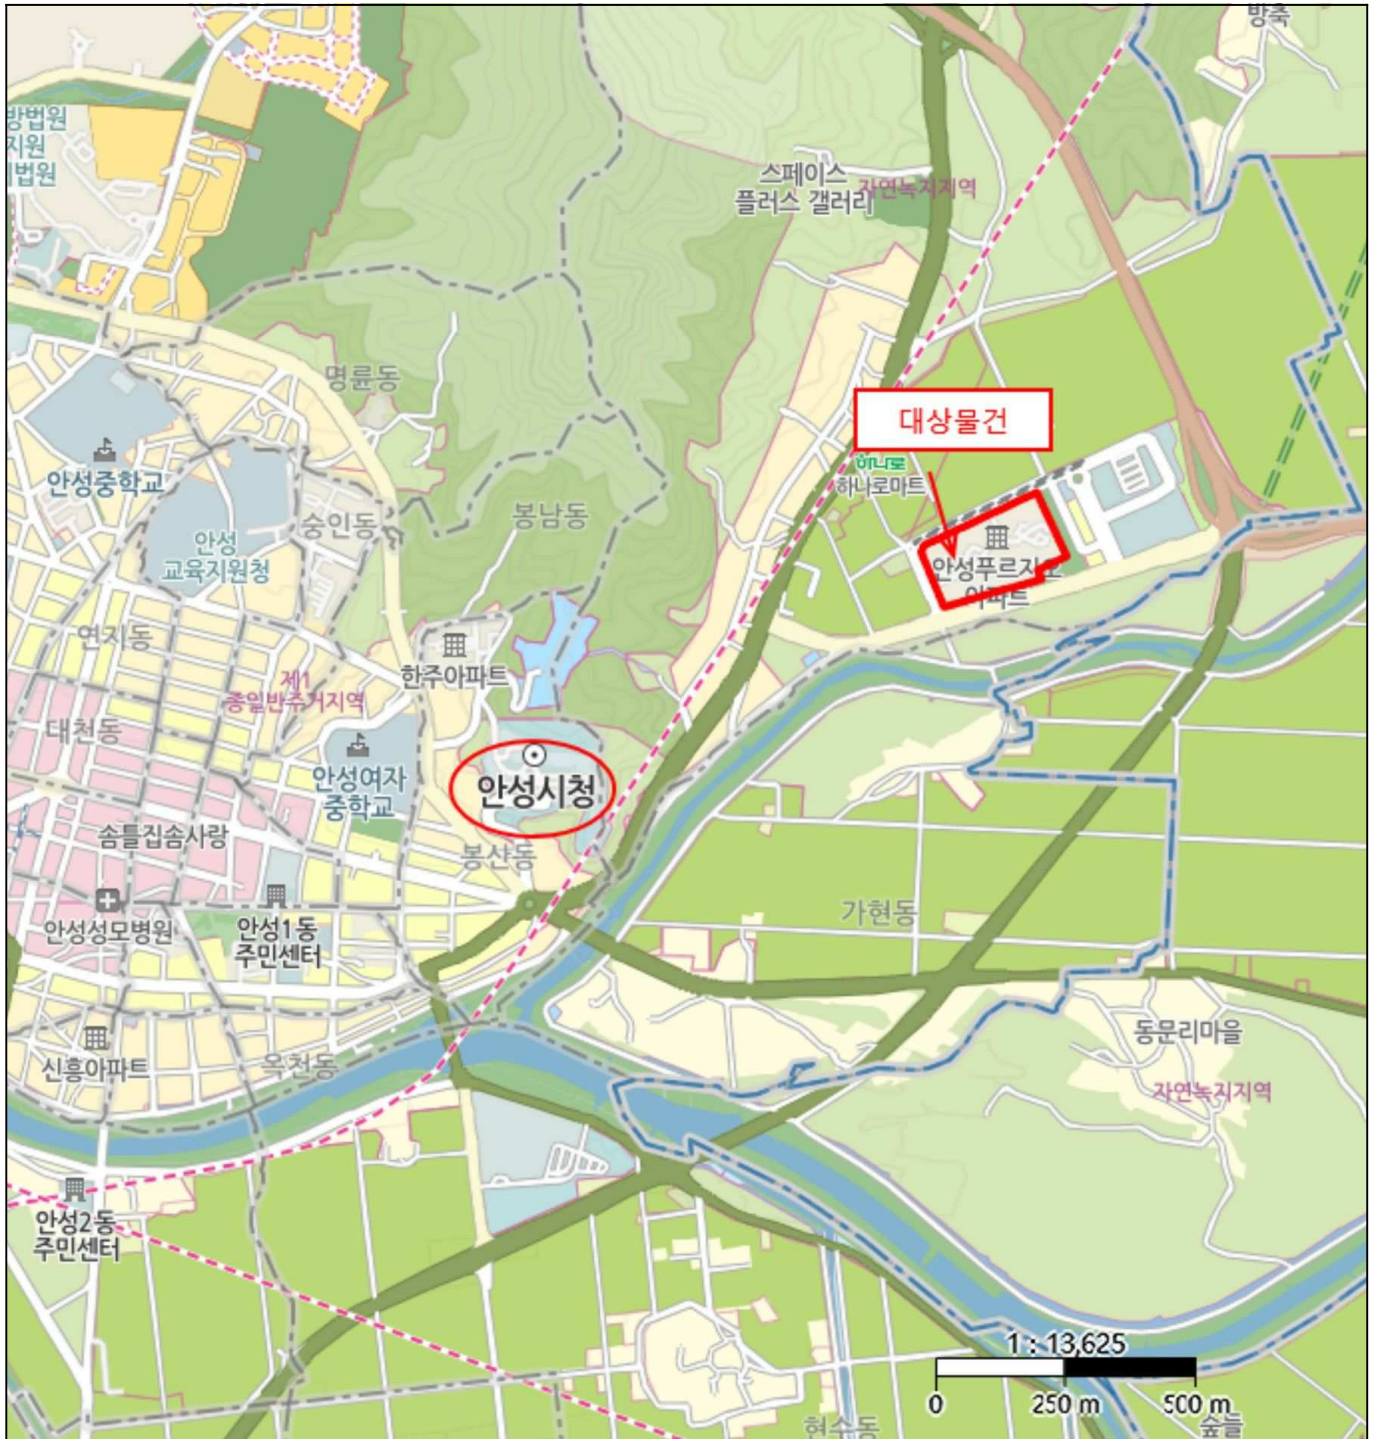 방축
방법원
지원
법원
스페이스
플러스 갤러리
자연녹지지역
명륜동
대상물건
하나로
하나로마트
안성중학교
숭인동
봉남동
안성
교육지원청
안성푸르지오
아파트
연지동
한주아파트
제1
종일반주거지역
대천동
안성시청
안성여자
중학교
솜틀집솜사랑
봉산동
안성성모병원
안성1동
주민센터
가현동
신흥아파트
옥천동
동문리마을
자연녹지지역
안성2동
주민센터
1 : 13,625
0 250 m 500 m
현수동
숲뜰